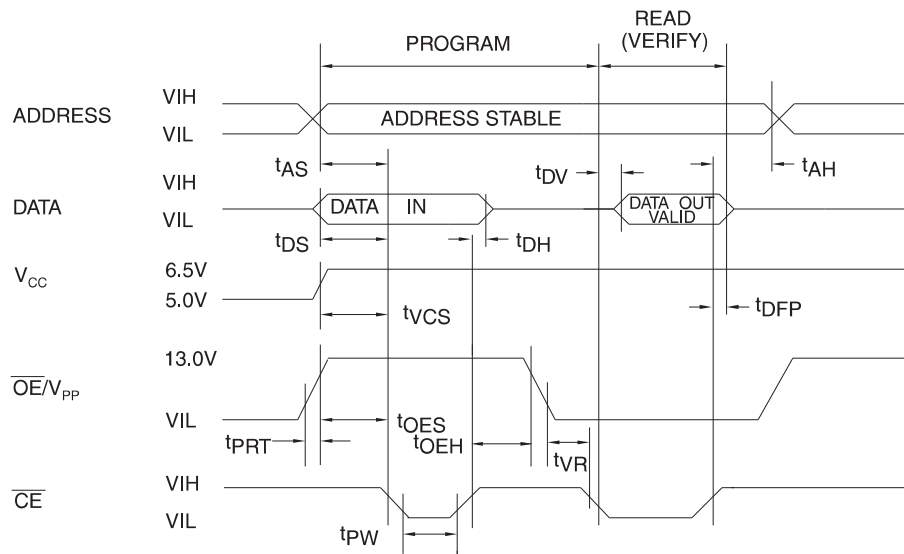 READ
PROGRAM
(VERIFY)
ADDRESS
VIH
VIL
ADDRESS STABLE
tAS
tDV
tAH
DATA
VIH
VIL
DATA IN
DATA OUT
VALID
tDS
tDH
VCC
6.5V
5.0V
tVCS
tDFP
OE/VPP
13.0V
VIL
tPRT
tOES
tOEH
tVR
CE
VIH
VIL
tPW